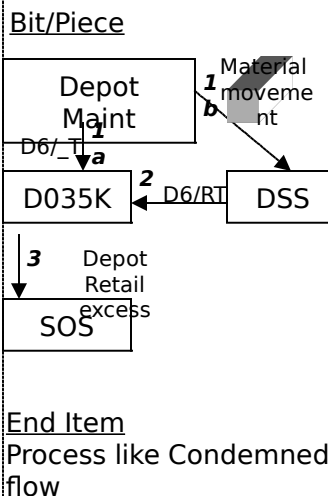 Bit/Piece
Depot
Maint
1
b
Material
moveme
nt
D6/_T
1
a
D035K
2
D6/RT
DSS
3
Depot
Retail
excess
SOS
End Item
Process like Condemned
flow